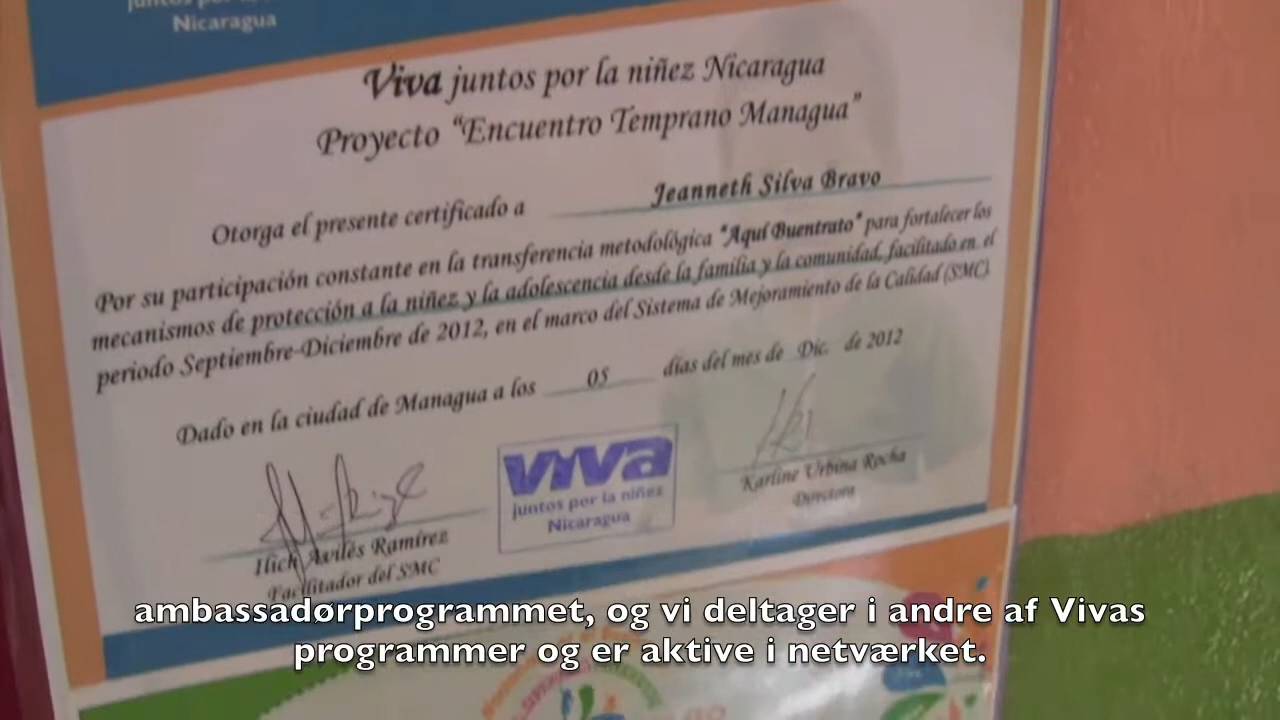 juntos por la niñez
Nicaragua
Viva juntos por la niñez Nicaragua
Proyecto “Encuentro Temprano Managua”
Otorga el presente certificado a Jeanneth Silva Bravo
Por su participación constante en la transferencia metodológica "Aquí Buentrato" para fortalecer los
mecanismos de protección a la niñez y la adolescencia desde la familia y la comunidad, facilitado en el
periodo Septiembre-Diciembre de 2012, en el marco del Sistema de Mejoramiento de la Calidad (SMC)
Dado en la ciudad de Managua a los 05 días del mes de Dic. de 2012
viva
juntos por la niñez
Nicaragua
Ilich Avilés Ramírez
Facilitador del SMC
Karline Urbina Rocha
Directora
ambassadørprogrammet, og vi deltager i andre af Vivas
programmer og er aktive i netværket.